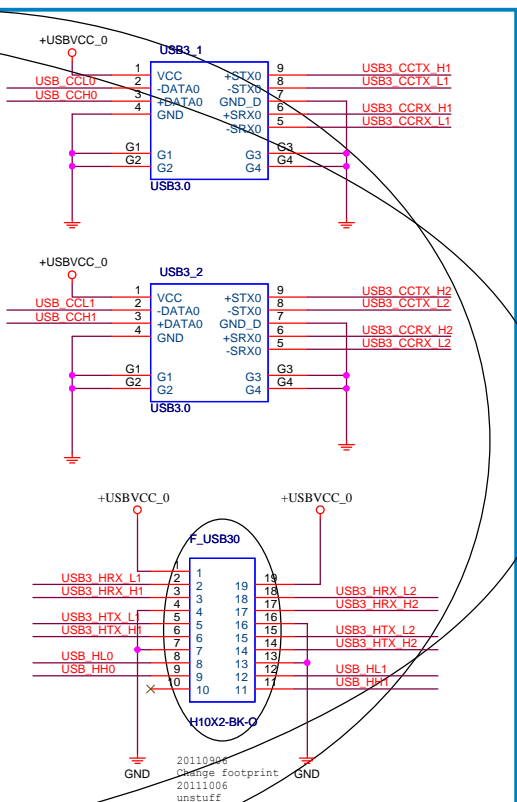 +USBVCC_0
USB3_1
1 VCC +STX0 9 USB3_CCTX_H1
USB_CCL0 2 -DATA0 -STX0 8 USB3_CCTX_L1
USB_CCH0 3 +DATA0 GND_D 7
4 GND +SRX0 6 USB3_CCRX_H1
-SRX0 5 USB3_CCRX_L1
G1 G1 G3 G3
G2 G2 G4 G4
USB3.0
+USBVCC_0
USB3_2
1 VCC +STX0 9 USB3_CCTX_H2
USB_CCL1 2 -DATA0 -STX0 8 USB3_CCTX_L2
USB_CCH1 3 +DATA0 GND_D 7
4 GND +SRX0 6 USB3_CCRX_H2
-SRX0 5 USB3_CCRX_L2
G1 G1 G3 G3
G2 G2 G4 G4
USB3.0
+USBVCC_0 +USBVCC_0
F_USB30
1 1
USB3_HRX_L1 2 2 19 19
USB3_HRX_H1 3 3 18 18 USB3_HRX_L2
4 4 17 17 USB3_HRX_H2
USB3_HTX_L1 5 5 16 16
USB3_HTX_H1 6 6 15 15 USB3_HTX_L2
7 7 14 14 USB3_HTX_H2
USB_HL0 8 8 13 13
USB_HH0 9 9 12 12 USB_HL1
10 10 11 11 USB_HH1
H10X2-BK-O
GND GND
20110906
Change footprint
20111006
unstuff